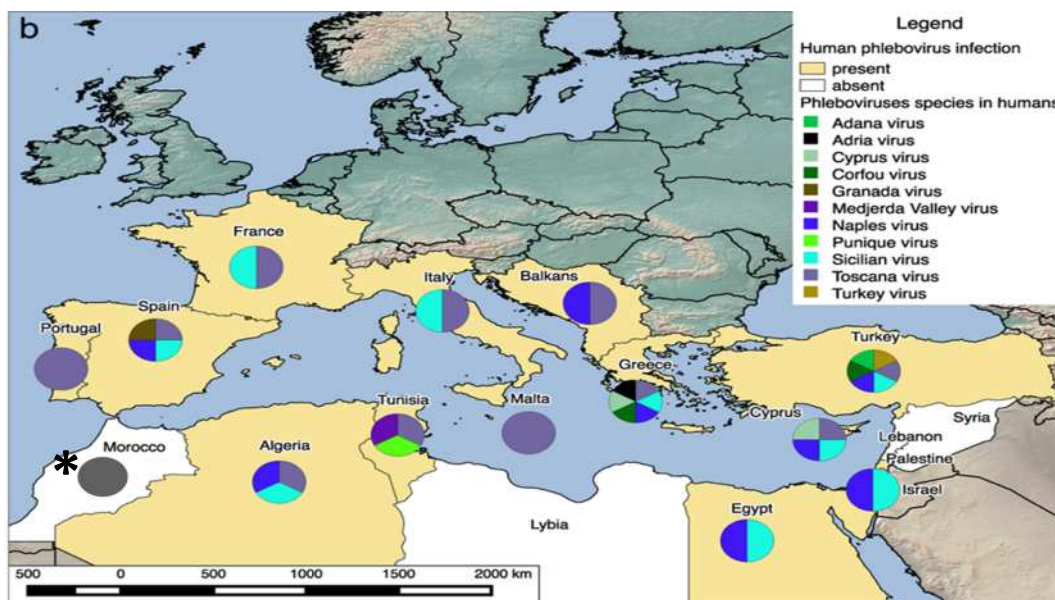 b
Legend
Human phlebovirus infection
present
absent
Phleboviruses species in humans
Adana virus
Adria virus
Cyprus virus
Corfou virus
Granada virus
Medjerda Valley virus
Naples virus
Punique virus
Sicilian virus
Toscana virus
Turkey virus
France
Italy
Balkans
Spain
Portugal
Turkey
Greece
Tunisia
Malta
Cyprus
Syria
Morocco
Algeria
Lebanon
Palestine
Israel
Lybia
Egypt
*
500 0 500 1000 1500 2000 km